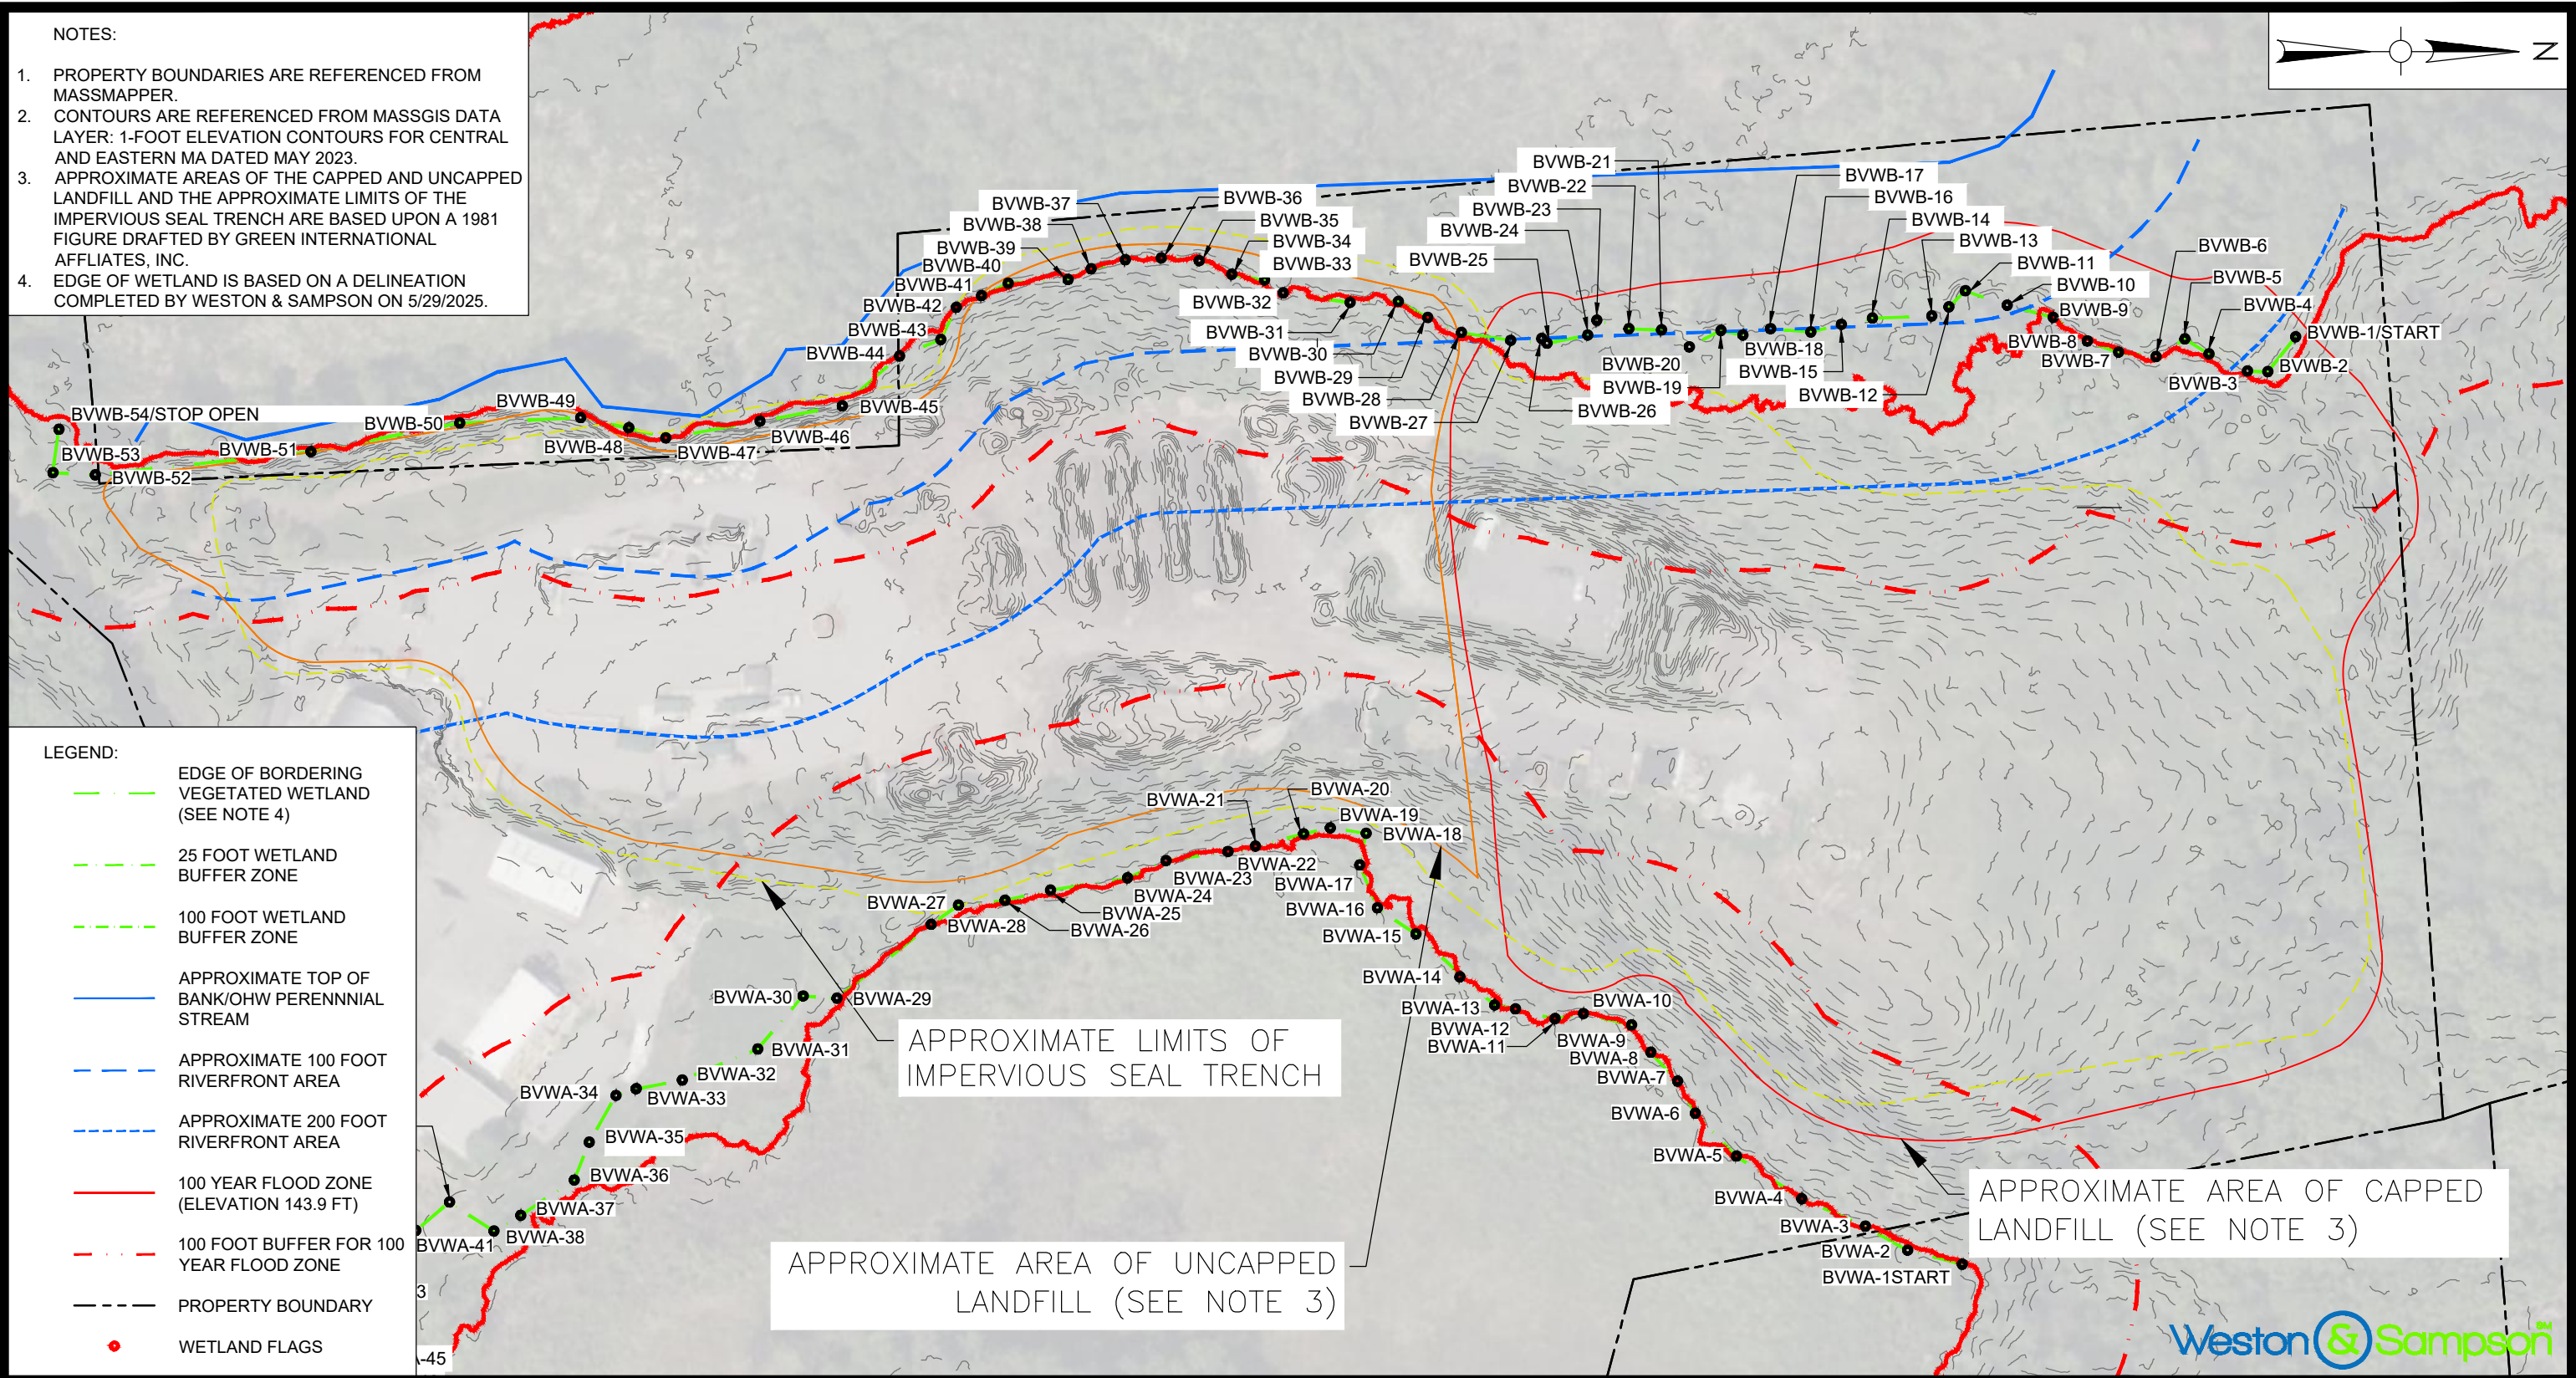 NOTES:
1. PROPERTY BOUNDARIES ARE REFERENCED FROM
MASSMAPPER.
2. CONTOURS ARE REFERENCED FROM MASSGIS DATA
LAYER: 1-FOOT ELEVATION CONTOURS FOR CENTRAL
AND EASTERN MA DATED MAY 2023.
3. APPROXIMATE AREAS OF THE CAPPED AND UNCAPPED
LANDFILL AND THE APPROXIMATE LIMITS OF THE
IMPERVIOUS SEAL TRENCH ARE BASED UPON A 1981
FIGURE DRAFTED BY GREEN INTERNATIONAL
AFFLIATES, INC.
4. EDGE OF WETLAND IS BASED ON A DELINEATION
COMPLETED BY WESTON & SAMPSON ON 5/29/2025.
N
BVWB-21
BVWB-22
BVWB-23
BVWB-24
BVWB-25
BVWB-17
BVWB-16
BVWB-14
BVWB-13
BVWB-11
BVWB-10
BVWB-9
BVWB-6
BVWB-5
BVWB-4
BVWB-1/START
BVWB-2
BVWB-3
BVWB-8
BVWB-7
BVWB-37
BVWB-38
BVWB-39
BVWB-40
BVWB-41
BVWB-42
BVWB-43
BVWB-44
BVWB-36
BVWB-35
BVWB-34
BVWB-33
BVWB-32
BVWB-31
BVWB-30
BVWB-29
BVWB-28
BVWB-27
BVWB-26
BVWB-20
BVWB-19
BVWB-18
BVWB-15
BVWB-12
BVWB-45
BVWB-46
BVWB-47
BVWB-48
BVWB-49
BVWB-50
BVWB-51
BVWB-52
BVWB-53
BVWB-54/STOP OPEN
LEGEND:
EDGE OF BORDERING
VEGETATED WETLAND
(SEE NOTE 4)
25 FOOT WETLAND
BUFFER ZONE
100 FOOT WETLAND
BUFFER ZONE
APPROXIMATE TOP OF
BANK/OHW PERENNNIAL
STREAM
APPROXIMATE 100 FOOT
RIVERFRONT AREA
APPROXIMATE 200 FOOT
RIVERFRONT AREA
100 YEAR FLOOD ZONE
(ELEVATION 143.9 FT)
100 FOOT BUFFER FOR 100
YEAR FLOOD ZONE
PROPERTY BOUNDARY
WETLAND FLAGS
BVWA-21
BVWA-20
BVWA-19
BVWA-18
BVWA-22
BVWA-23
BVWA-24
BVWA-25
BVWA-26
BVWA-27
BVWA-28
BVWA-17
BVWA-16
BVWA-15
BVWA-14
BVWA-13
BVWA-12
BVWA-11
BVWA-10
BVWA-9
BVWA-8
BVWA-7
BVWA-6
BVWA-5
BVWA-4
BVWA-3
BVWA-2
BVWA-1START
BVWA-30
BVWA-29
BVWA-31
BVWA-32
BVWA-33
BVWA-34
BVWA-35
BVWA-36
BVWA-37
BVWA-38
BVWA-41
3
-45
APPROXIMATE LIMITS OF
IMPERVIOUS SEAL TRENCH
APPROXIMATE AREA OF UNCAPPED
LANDFILL (SEE NOTE 3)
APPROXIMATE AREA OF CAPPED
LANDFILL (SEE NOTE 3)
Weston & Sampson